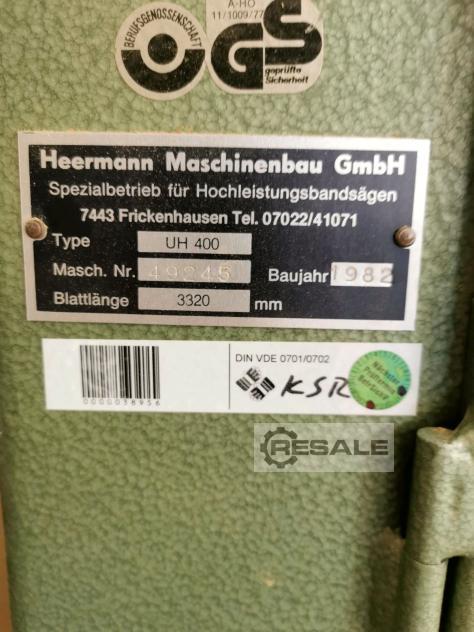 A-HO
11/1009/77
BERUFSGENOSSENSCHAFT
GS
geprüfte
Sicherheit
Heermann Maschinenbau GmbH
Spezialbetrieb für Hochleistungsbandsägen
7443 Frickenhausen Tel. 07022/41071
Type UH 400
Masch. Nr. 49245 Baujahr 1982
Blattlänge 3320 mm
DIN VDE 0701/0702
KSR
0000038956
RESALE